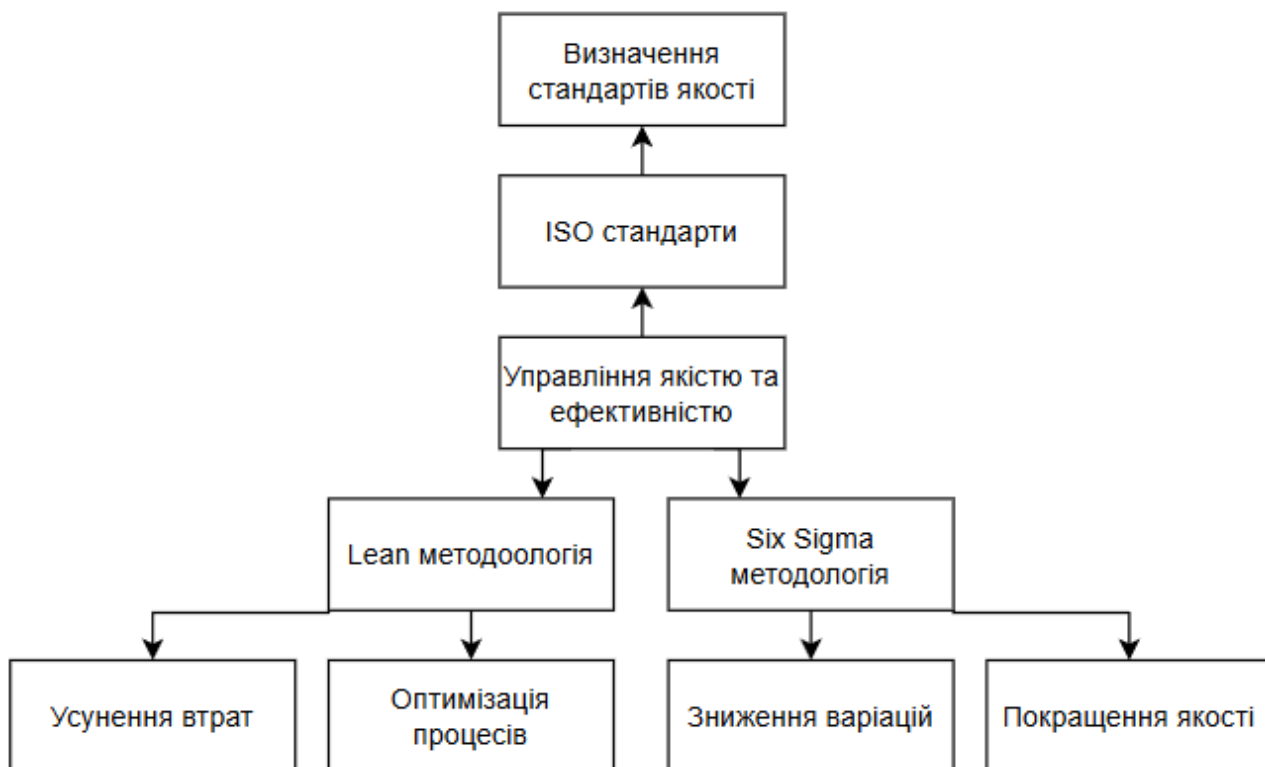 Визначення
стандартів якості
ISO стандарти
Управління якістю та
ефективністю
Lean методоологія
Six Sigma
методологія
Усунення втрат
Оптимізація
процесів
Зниження варіацій
Покращення якості